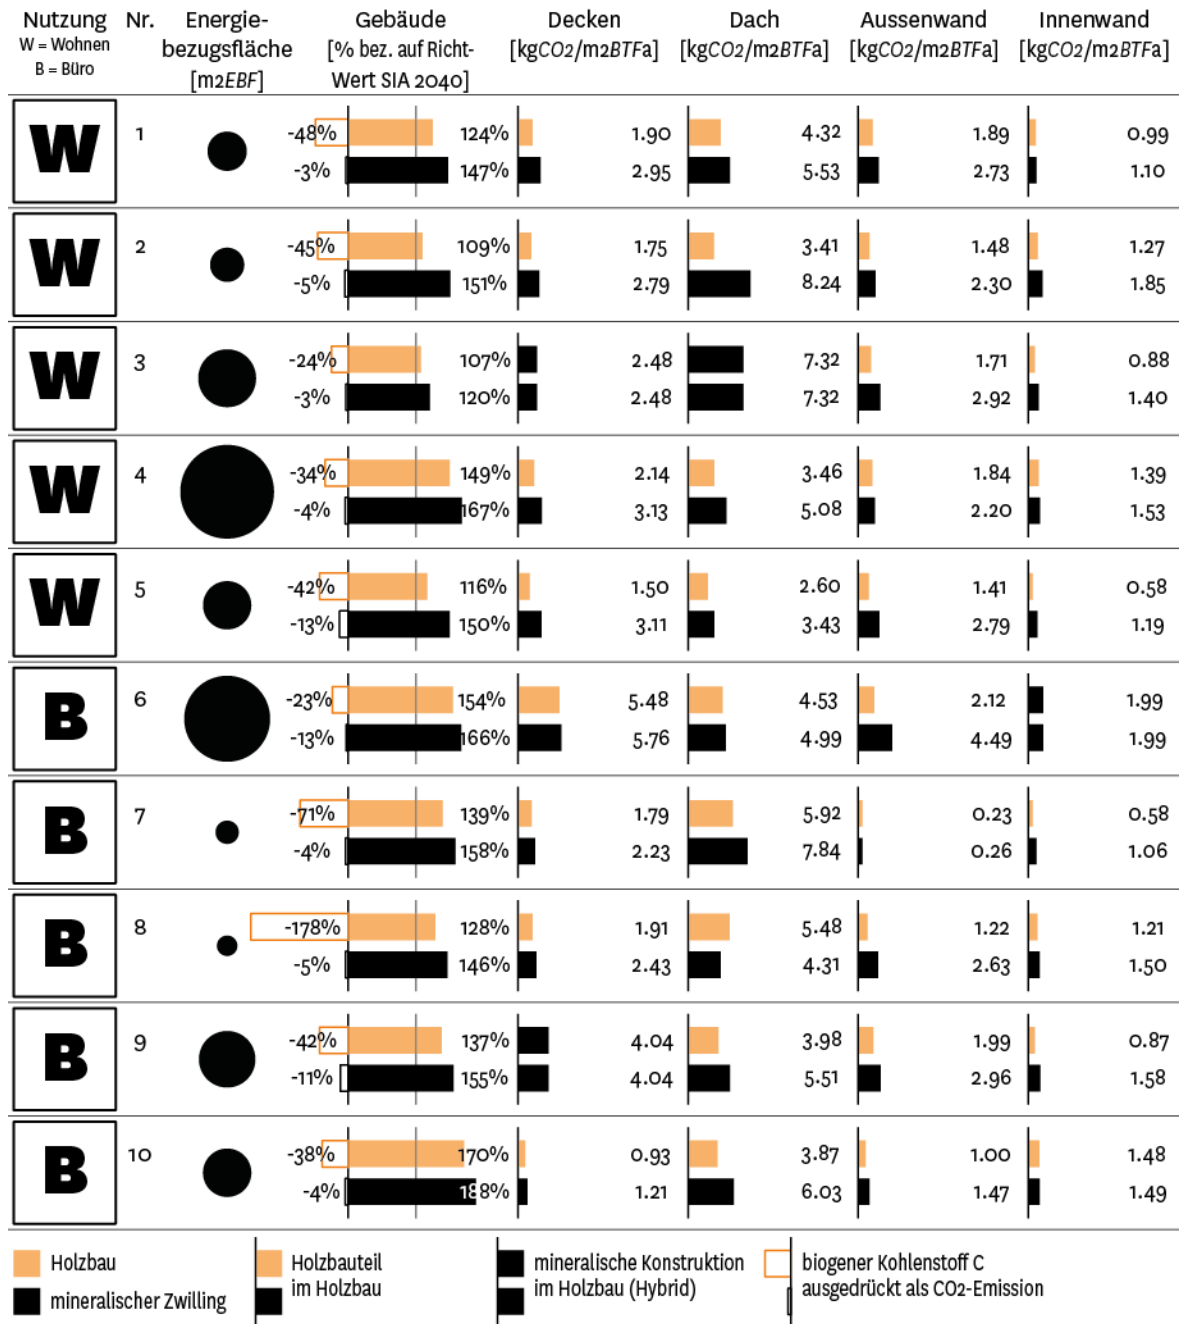 Nutzung Nr. Energie- Gebäude Decken Dach Aussenwand Innenwand
W = Wohnen bezugsfläche [% bez. auf Richt- [kgCO2/m2BTFa] [kgCO2/m2BTFa] [kgCO2/m2BTFa] [kgCO2/m2BTFa]
B = Büro [m2EBF] Wert SIA 2040]
W 1 -48% 124% 1.90 4.32 1.89 0.99
-3% 147% 2.95 5.53 2.73 1.10
W 2 -45% 109% 1.75 3.41 1.48 1.27
-5% 151% 2.79 8.24 2.30 1.85
W 3 -24% 107% 2.48 7.32 1.71 0.88
-3% 120% 2.48 7.32 2.92 1.40
W 4 -34% 149% 2.14 3.46 1.84 1.39
-4% 167% 3.13 5.08 2.20 1.53
W 5 -42% 116% 1.50 2.60 1.41 0.58
-13% 150% 3.11 3.43 2.79 1.19
B 6 -23% 154% 5.48 4.53 2.12 1.99
-13% 166% 5.76 4.99 4.49 1.99
B 7 -71% 139% 1.79 5.92 0.23 0.58
-4% 158% 2.23 7.84 0.26 1.06
B 8 -178% 128% 1.91 5.48 1.22 1.21
-5% 146% 2.43 4.31 2.63 1.50
B 9 -42% 137% 4.04 3.98 1.99 0.87
-11% 155% 4.04 5.51 2.96 1.58
B 10 -38% 170% 0.93 3.87 1.00 1.48
-4% 188% 1.21 6.03 1.47 1.49
Holzbau Holzbauteil mineralische Konstruktion biogener Kohlenstoff C
mineralischer Zwilling im Holzbau im Holzbau (Hybrid) ausgedrückt als CO2-Emission